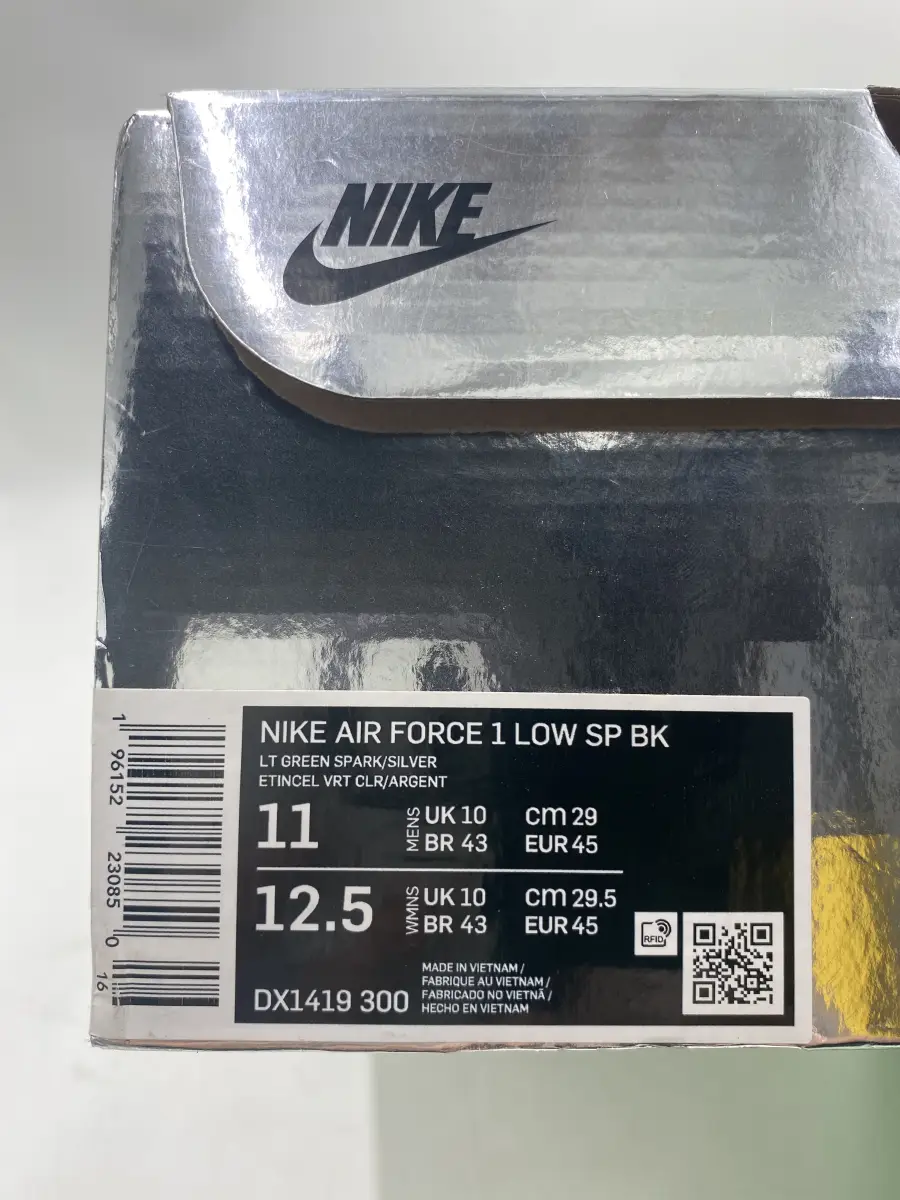 NIKE
NIKE AIR FORCE 1 LOW SP BK
LT GREEN SPARK/SILVER
ETINCEL VRT CLR/ARGENT
11 MENS UK 10 cm 29
BR 43 EUR 45
12.5 WMNS UK 10 cm 29.5
BR 43 EUR 45
RFID
DX1419 300
MADE IN VIETNAM /
FABRIQUE AU VIETNAM /
FABRICADO NO VIETNÃ /
HECHO EN VIETNAM
1 96152 23085 0 16